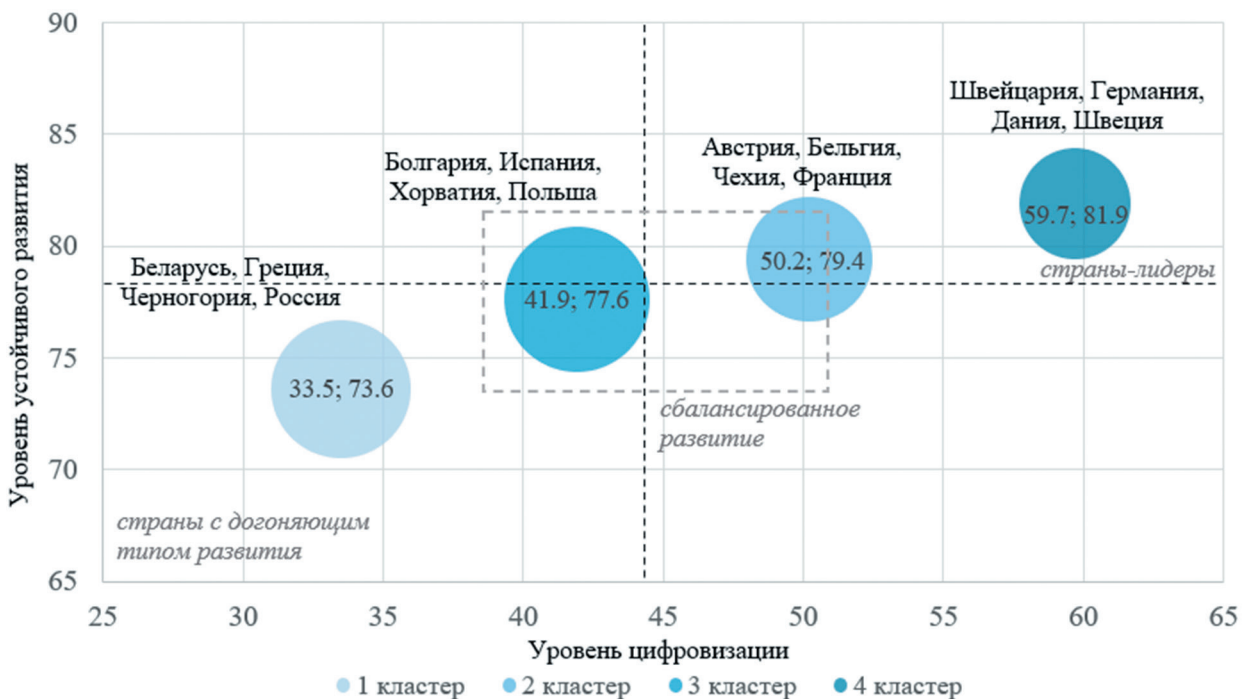 90
85
80
75
70
65
Уровень устойчивого развития
Швейцария, Германия,
Дания, Швеция
59.7; 81.9
страны-лидеры
Австрия, Бельгия,
Чехия, Франция
50.2; 79.4
Болгария, Испания,
Хорватия, Польша
41.9; 77.6
сбалансированное
развитие
Беларусь, Греция,
Черногория, Россия
33.5; 73.6
страны с догоняющим
типом развития
25 30 35 40 45 50 55 60 65
Уровень цифровизации
1 кластер 2 кластер 3 кластер 4 кластер